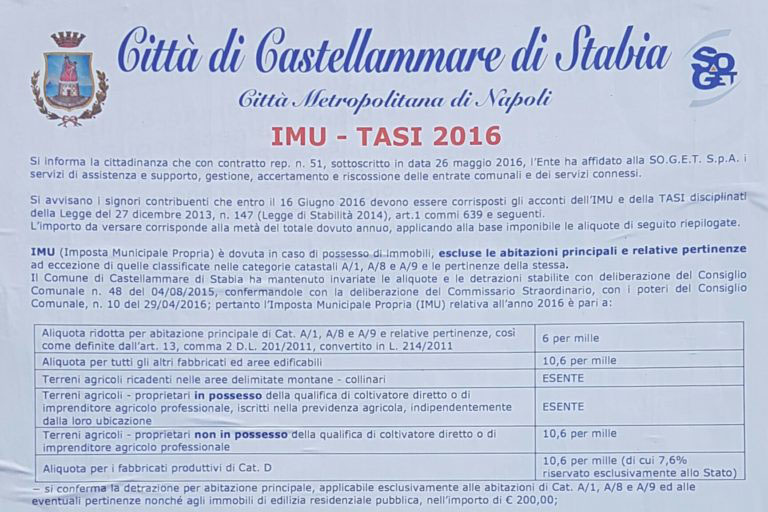 Città di Castellammare di Stabia
SO.GET
Città Metropolitana di Napoli
IMU - TASI 2016
Si informa la cittadinanza che con contratto rep. n. 51, sottoscritto in data 26 maggio 2016, l'Ente ha affidato alla SO.G.E.T. S.p.A. i
servizi di assistenza e supporto, gestione, accertamento e riscossione delle entrate comunali e dei servizi connessi.
Si avvisano i signori contribuenti che entro il 16 Giugno 2016 devono essere corrisposti gli acconti dell'IMU e della TASI disciplinati
della Legge del 27 dicembre 2013, n. 147 (Legge di Stabilità 2014), art.1 commi 639 e seguenti.
L'importo da versare corrisponde alla metà del totale dovuto annuo, applicando alla base imponibile le aliquote di seguito riepilogate.
IMU (Imposta Municipale Propria) è dovuta in caso di possesso di immobili, escluse le abitazioni principali e relative pertinenze
ad eccezione di quelle classificate nelle categorie catastali A/1, A/8 e A/9 e le pertinenze della stessa.
Il Comune di Castellammare di Stabia ha mantenuto invariate le aliquote e le detrazioni stabilite con deliberazione del Consiglio
Comunale n. 48 del 04/08/2015, confermandole con la deliberazione del Commissario Straordinario, con i poteri del Consiglio
Comunale, n. 10 del 29/04/2016; pertanto l'Imposta Municipale Propria (IMU) relativa all'anno 2016 è pari a:
Aliquota ridotta per abitazione principale di Cat. A/1, A/8 e A/9 e relative pertinenze, così
come definite dall'art. 13, comma 2 D.L. 201/2011, convertito in L. 214/2011
6 per mille
Aliquota per tutti gli altri fabbricati ed aree edificabili
10,6 per mille
Terreni agricoli ricadenti nelle aree delimitate montane - collinari
ESENTE
Terreni agricoli - proprietari in possesso della qualifica di coltivatore diretto o di
imprenditore agricolo professionale, iscritti nella previdenza agricola, indipendentemente
dalla loro ubicazione
ESENTE
Terreni agricoli - proprietari non in possesso della qualifica di coltivatore diretto o di
imprenditore agricolo professionale
10,6 per mille
Aliquota per i fabbricati produttivi di Cat. D
10,6 per mille (di cui 7,6%
riservato esclusivamente allo Stato)
– si conferma la detrazione per abitazione principale, applicabile esclusivamente alle abitazioni di Cat. A/1, A/8 e A/9 ed alle
eventuali pertinenze nonché agli immobili di edilizia residenziale pubblica, nell'importo di € 200,00;